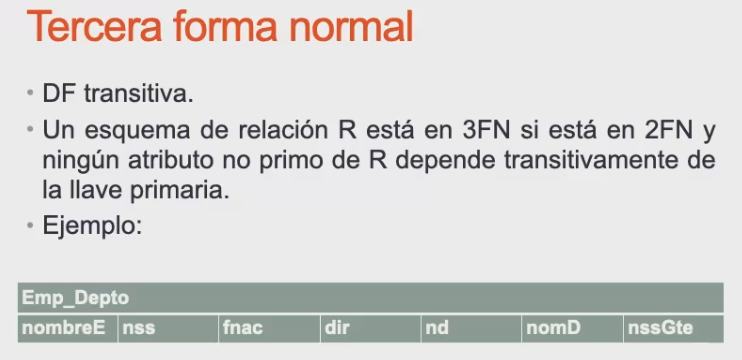 Tercera forma normal
• DF transitiva.
• Un esquema de relación R está en 3FN si está en 2FN y
ningún atributo no primo de R depende transitivamente de
la llave primaria.
• Ejemplo:
Emp_Depto
nombreE nss fnac dir nd nomD nssGte